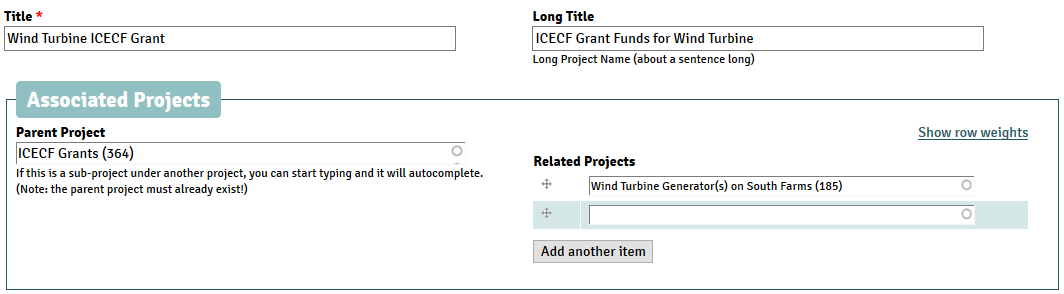 Title *
Wind Turbine ICECF Grant
Long Title
ICECF Grant Funds for Wind Turbine
Long Project Name (about a sentence long)
Associated Projects
Parent Project
ICECF Grants (364)
If this is a sub-project under another project, you can start typing and it will autocomplete.
(Note: the parent project must already exist!)
Show row weights
Related Projects
Wind Turbine Generator(s) on South Farms (185)
Add another item